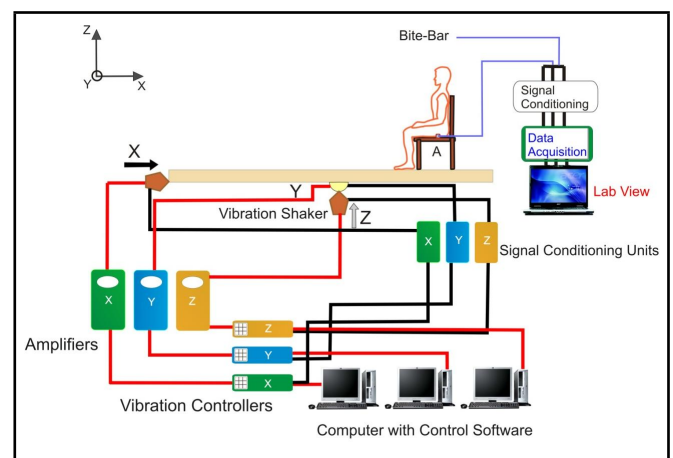 Z
Y
X
Bite-Bar
Signal
Conditioning
Data
Acquisition
Lab View
A
X
Y
Vibration Shaker
Z
X
Y
Z
Signal Conditioning Units
X
Y
Z
Amplifiers
Z
Y
X
Vibration Controllers
Computer with Control Software